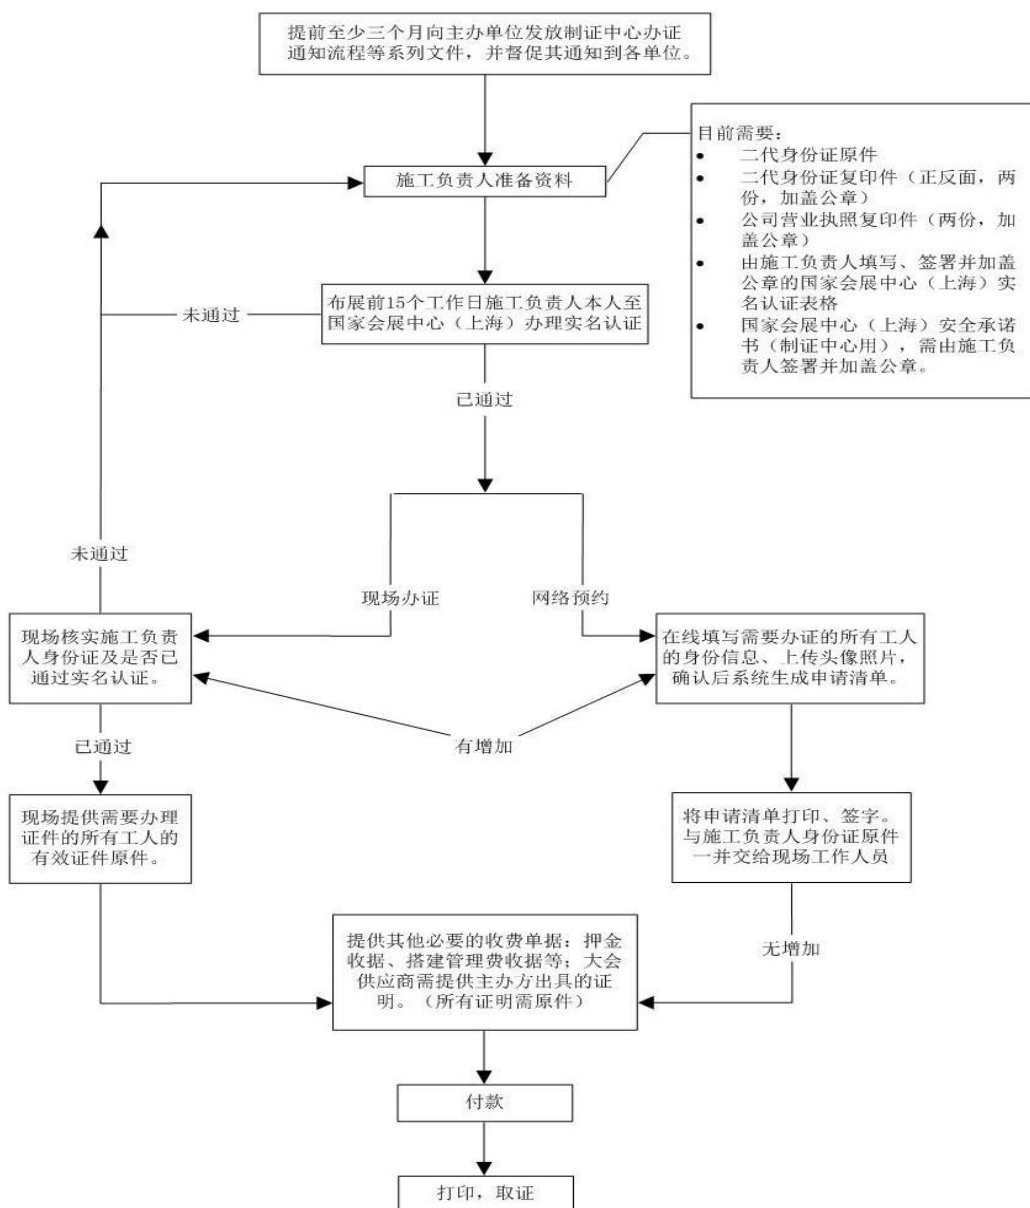 提前至少三个月向主办单位发放制证中心办证
通知流程等系列文件，并督促其通知到各单位。
目前需要：
• 二代身份证原件
• 二代身份证复印件（正反面，两
份，加盖公章）
• 公司营业执照复印件（两份，加
盖公章）
• 由施工负责人填写、签署并加盖
公章的国家会展中心（上海）实
名认证表格
• 国家会展中心（上海）安全承诺
书（制证中心用），需由施工负
责人签署并加盖公章。
施工负责人准备资料
布展前15个工作日施工负责人本人至
国家会展中心（上海）办理实名认证
未通过
已通过
未通过
现场办证
网络预约
现场核实施工负责
人身份证及是否已
通过实名认证。
在线填写需要办证的所有工人
的身份信息、上传头像照片，
确认后系统生成申请清单。
有增加
已通过
现场提供需要办理
证件的所有工人的
有效证件原件。
将申请清单打印、签字。
与施工负责人身份证原件
一并交给现场工作人员
无增加
提供其他必要的收费单据：押金
收据、搭建管理费收据等；大会
供应商需提供主办方出具的证
明。（所有证明需原件）
付款
打印，取证